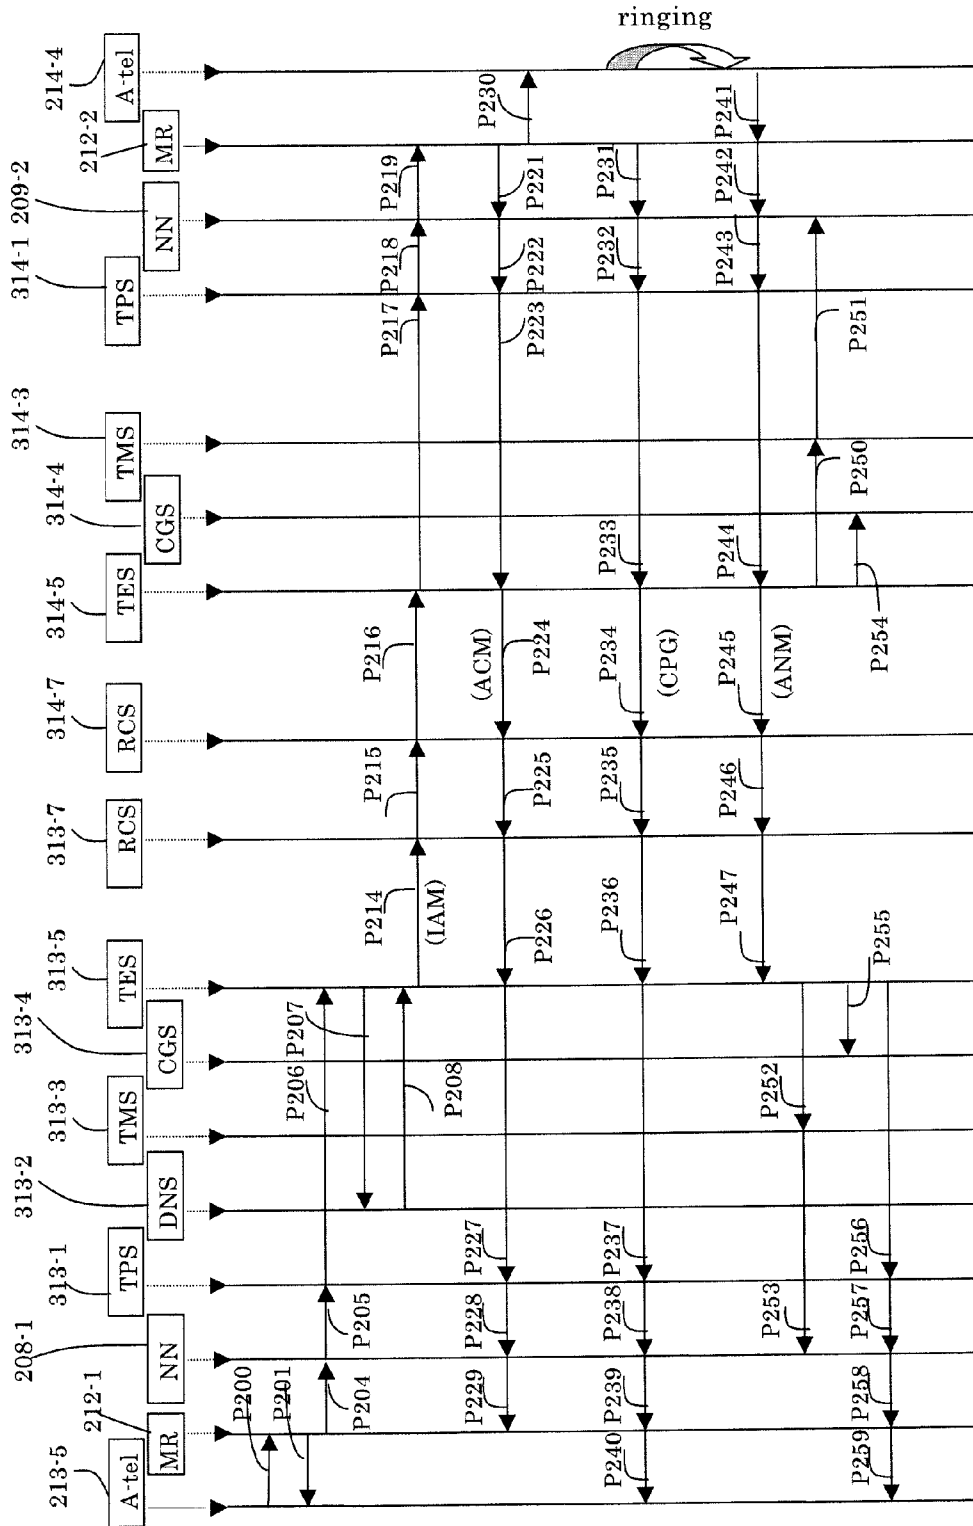 ringing
214-4
A-tel
212-2
MR
209-2
NN
314-1
TPS
314-3
TMS
314-4
CGS
314-5
TES
314-7
RCS
313-7
RCS
313-5
TES
313-4
CGS
313-3
TMS
313-2
DNS
313-1
TPS
208-1
NN
212-1
MR
213-5
A-tel
P200
P201
P204
P205
P206
P207
P208
P214
(IAM)
P215
P216
P217
P218
P219
P221
P222
P223
(ACM)
P224
P225
P226
P227
P228
P229
P230
P231
P232
P233
P234
(CPG)
P235
P236
P237
P238
P239
P240
P241
P242
P243
P244
P245
(ANM)
P246
P247
P250
P251
P252
P253
P254
P255
P256
P257
P258
P259